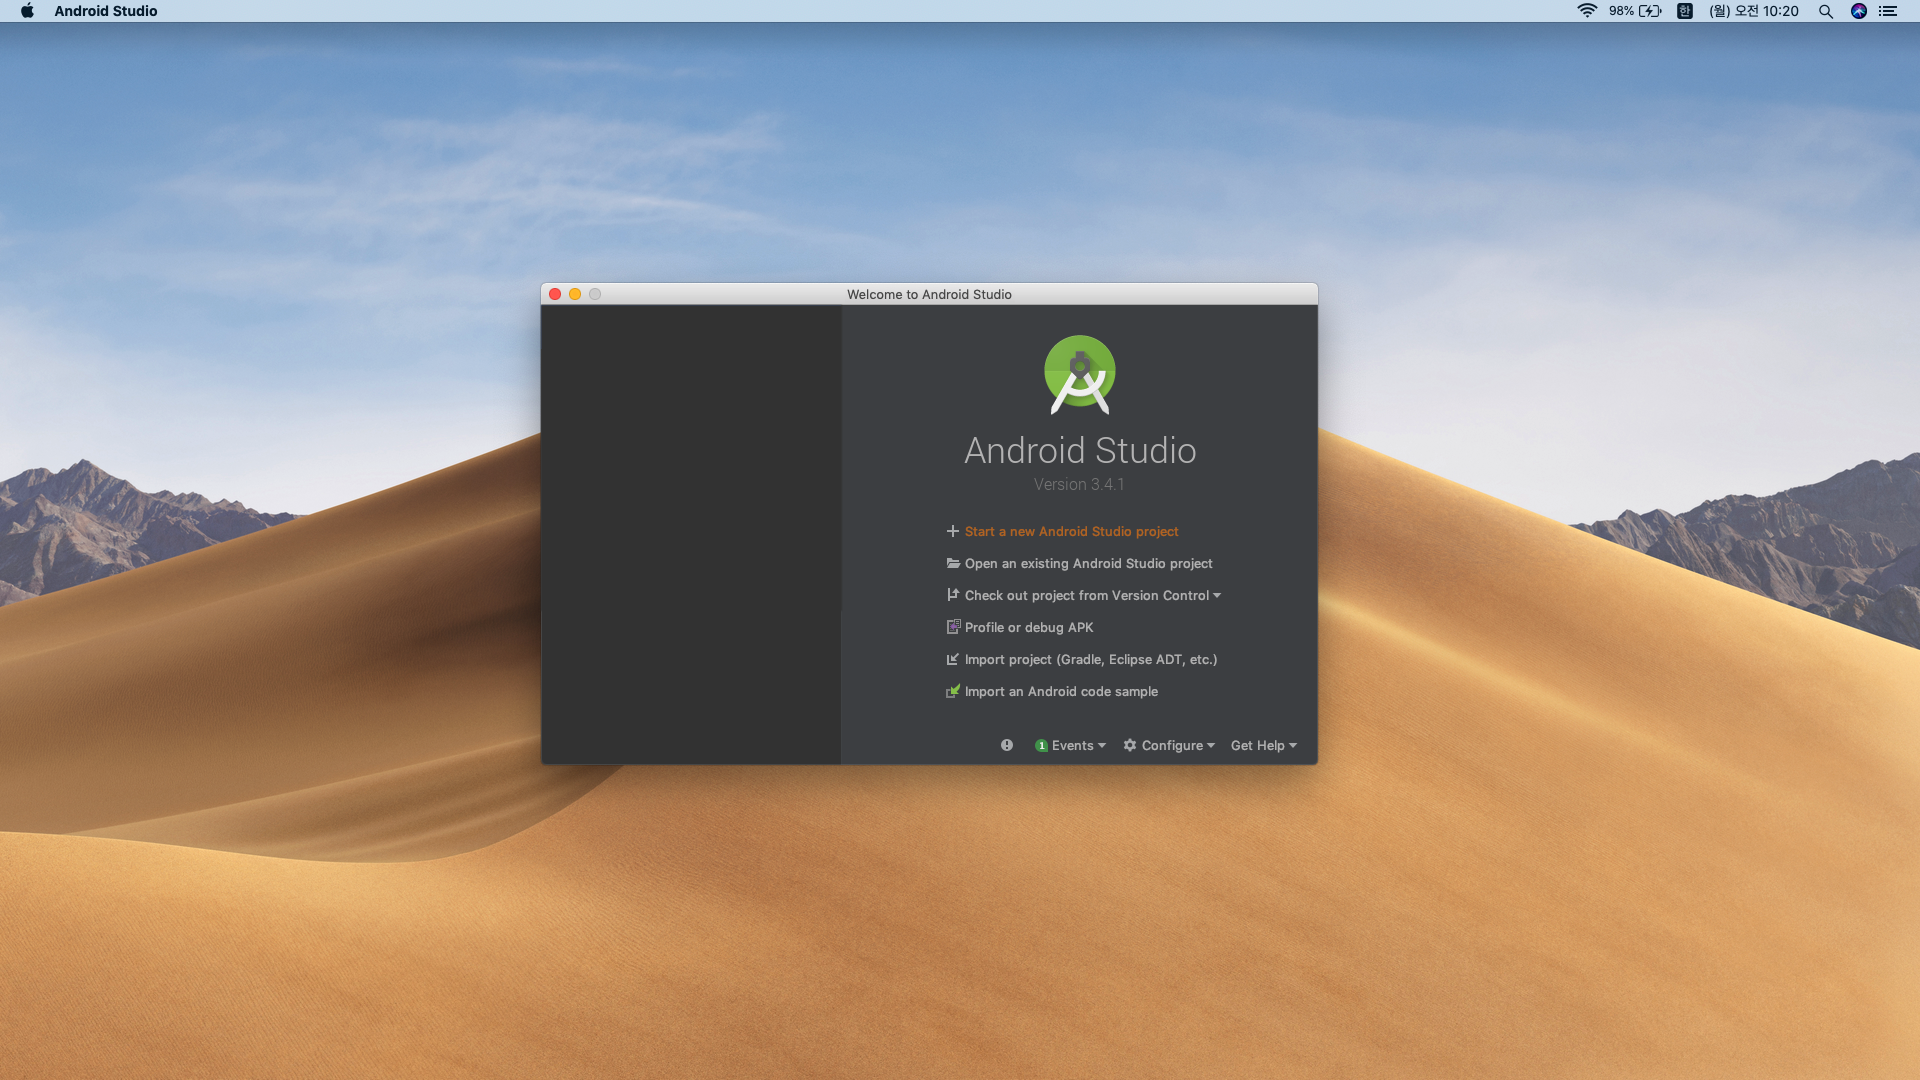 Android Studio
98% 한 (월) 오전 10:20
Welcome to Android Studio
Android Studio
Version 3.4.1
Start a new Android Studio project
Open an existing Android Studio project
Check out project from Version Control
Profile or debug APK
Import project (Gradle, Eclipse ADT, etc.)
Import an Android code sample
1 Events Configure Get Help